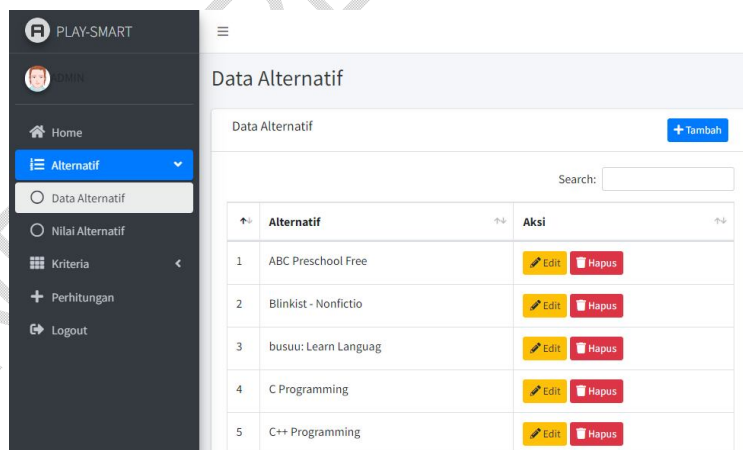 PLAY-SMART
ADMIN
Home
Alternatif
Data Alternatif
Nilai Alternatif
Kriteria
Perhitungan
Logout
Data Alternatif
Data Alternatif
+ Tambah
Search:
Alternatif Aksi
1 ABC Preschool Free Edit Hapus
2 Blinkist - Nonfictio Edit Hapus
3 busuu: Learn Languag Edit Hapus
4 C Programming Edit Hapus
5 C++ Programming Edit Hapus